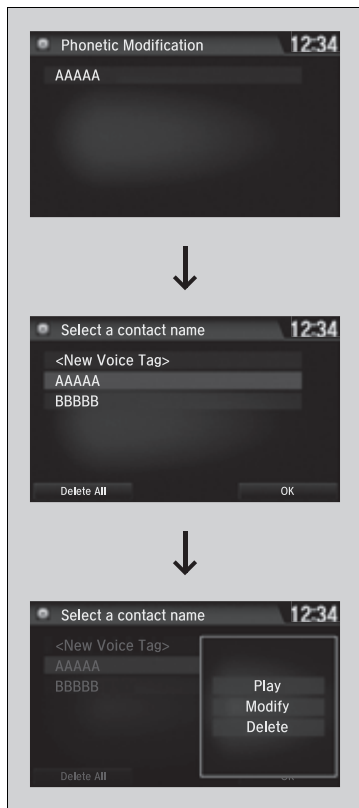 Phonetic Modification 12:34
AAAAA
Select a contact name 12:34
<New Voice Tag>
AAAAA
BBBBB
Delete All OK
Select a contact name 12:34
<New Voice Tag>
AAAAA
BBBBB
Play
Modify
Delete
Delete All OK